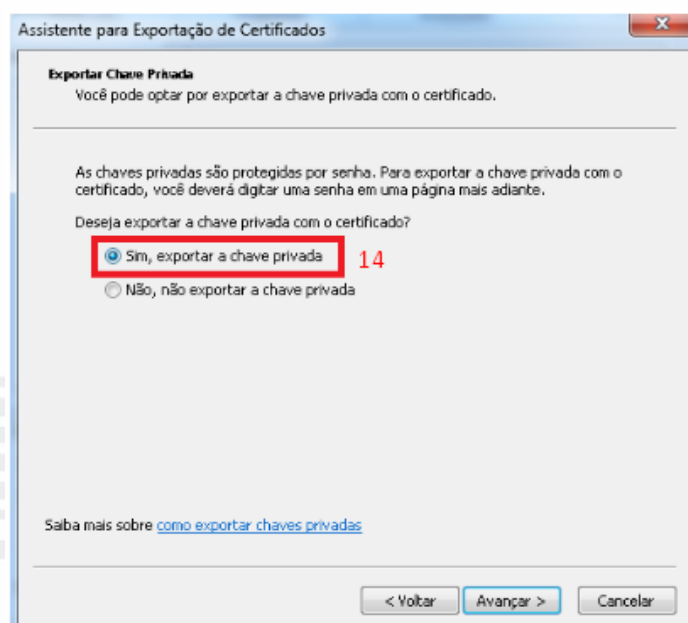 Assistente para Exportação de Certificados
Exportar Chave Privada
Você pode optar por exportar a chave privada com o certificado.
As chaves privadas são protegidas por senha. Para exportar a chave privada com o
certificado, você deverá digitar uma senha em uma página mais adiante.
Deseja exportar a chave privada com o certificado?
Sim, exportar a chave privada 14
Não, não exportar a chave privada
Saiba mais sobre como exportar chaves privadas
< Voltar Avançar > Cancelar